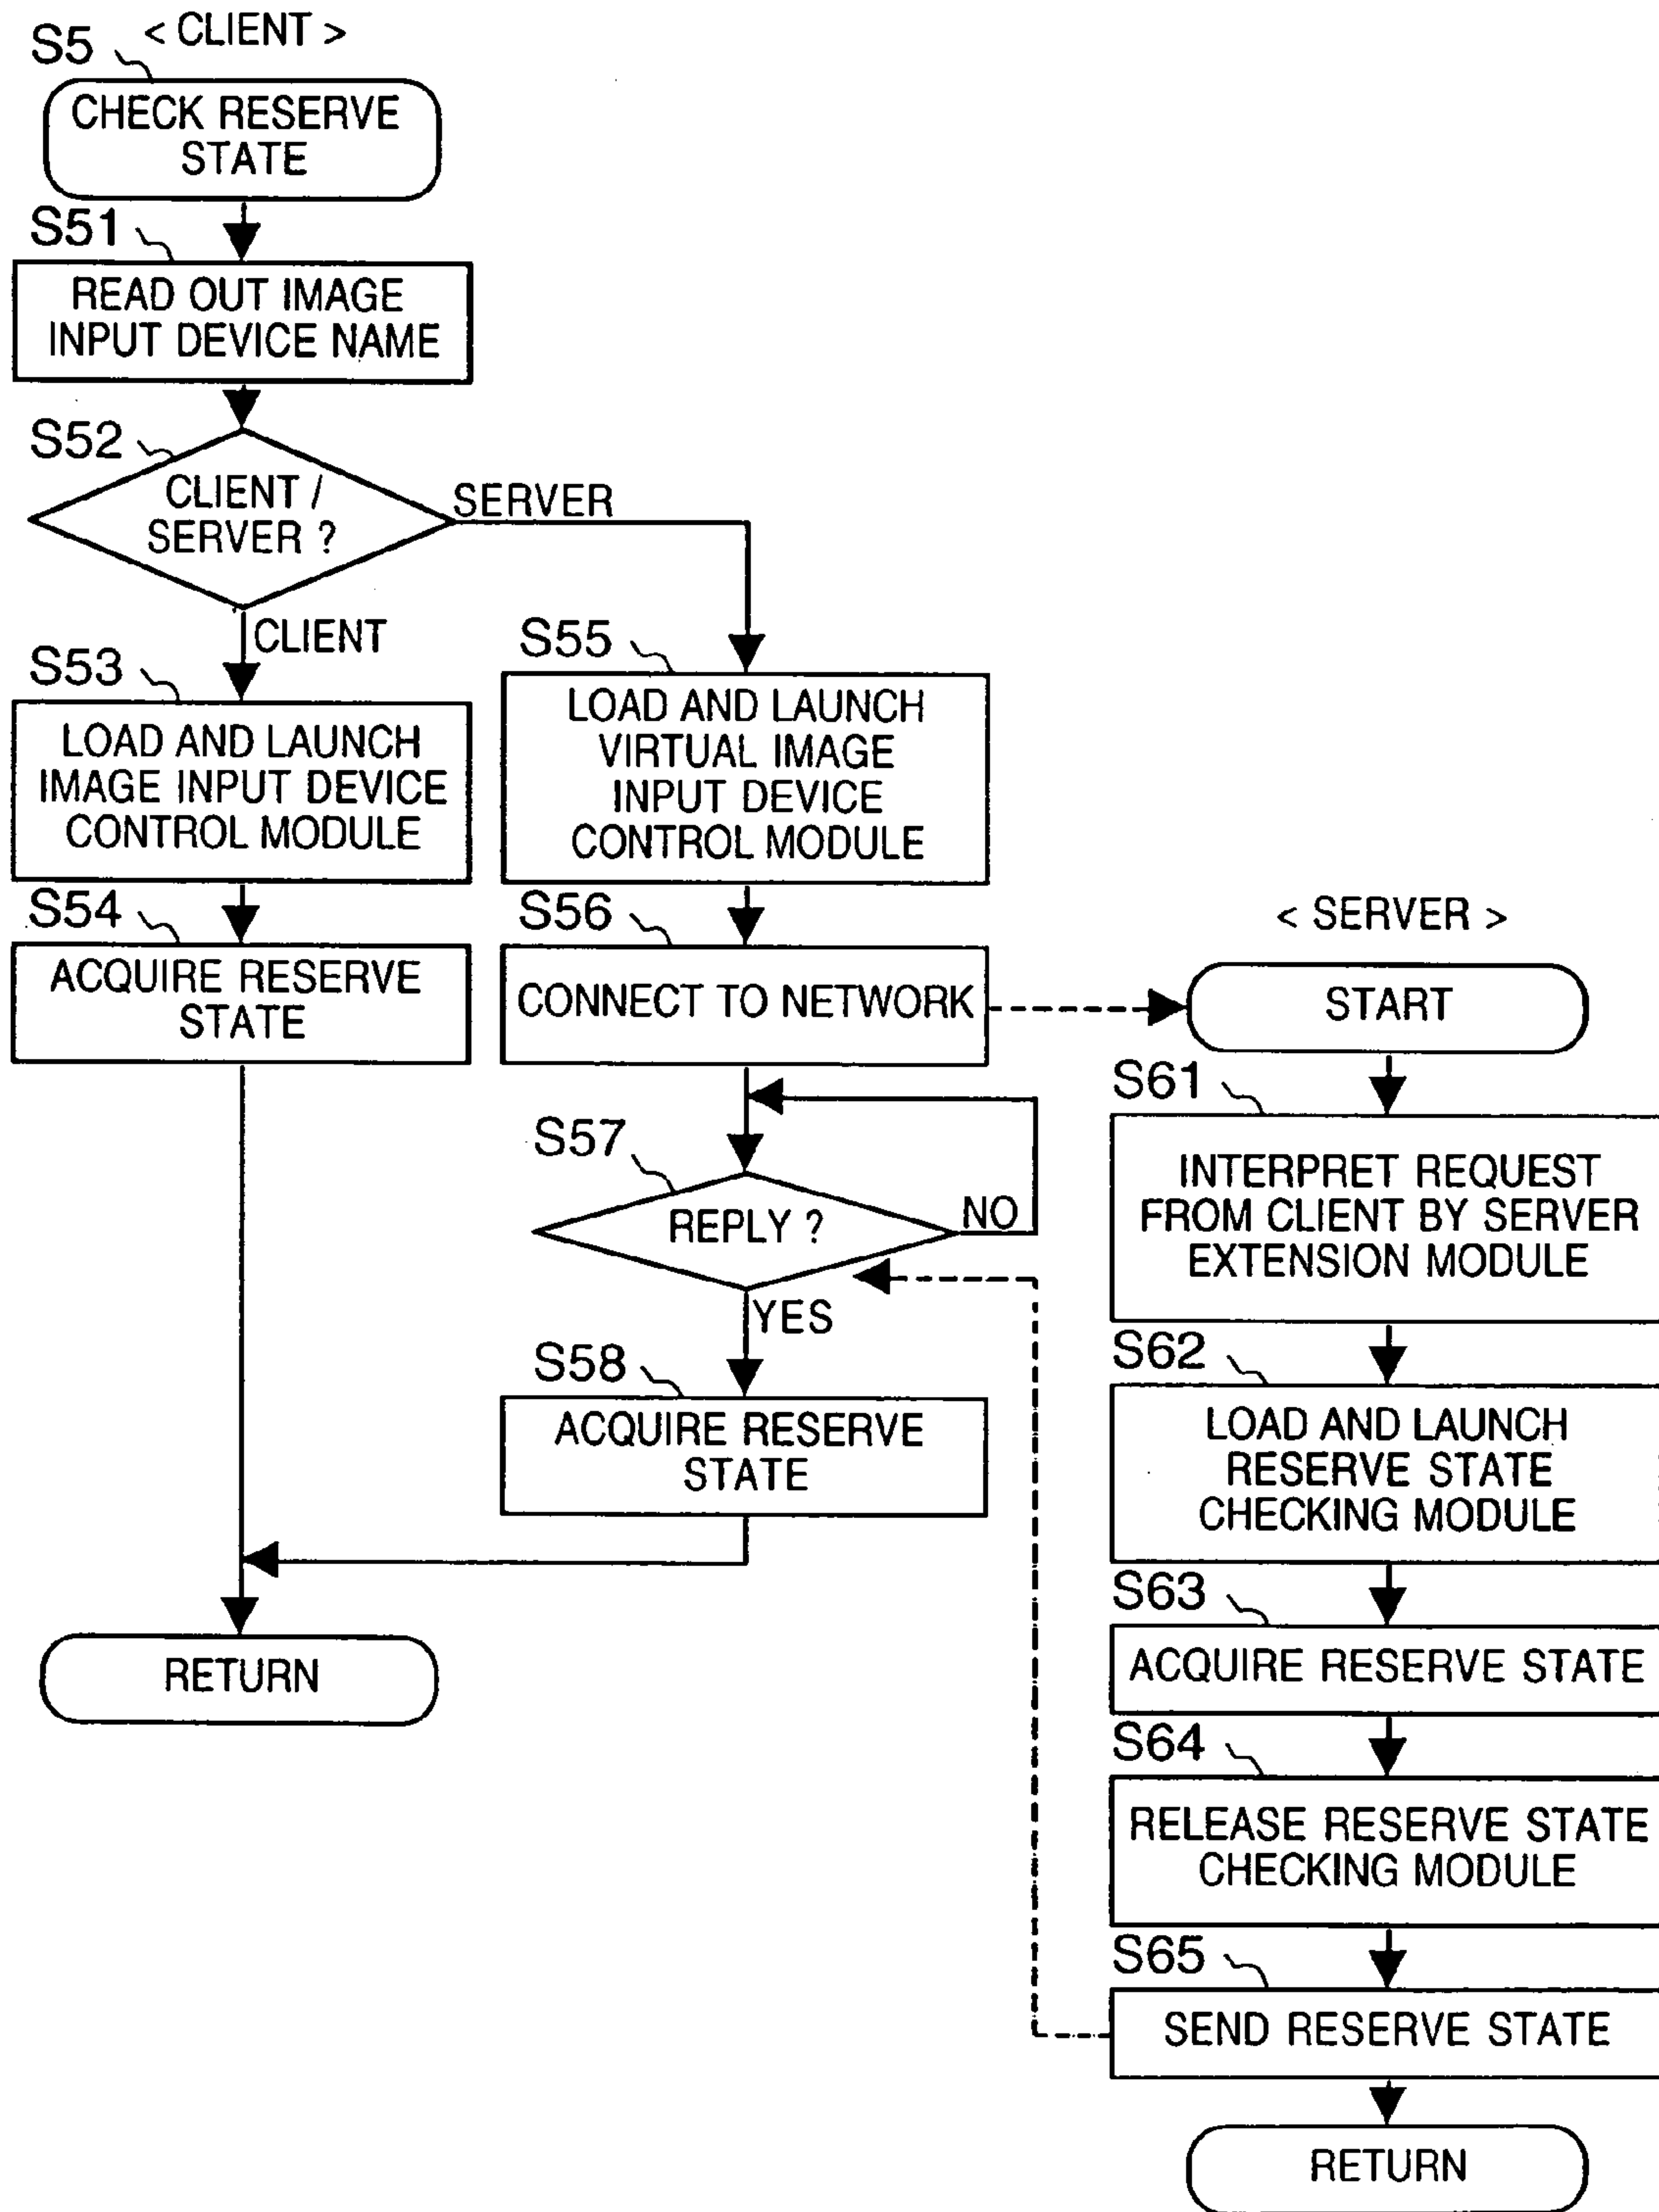 < CLIENT >
S5
CHECK RESERVE
STATE
S51
READ OUT IMAGE
INPUT DEVICE NAME
S52
CLIENT /
SERVER ?
SERVER
CLIENT
S53
LOAD AND LAUNCH
IMAGE INPUT DEVICE
CONTROL MODULE
S54
ACQUIRE RESERVE
STATE
S55
LOAD AND LAUNCH
VIRTUAL IMAGE
INPUT DEVICE
CONTROL MODULE
S56
CONNECT TO NETWORK
S57
REPLY ?
NO
YES
S58
ACQUIRE RESERVE
STATE
RETURN
< SERVER >
START
S61
INTERPRET REQUEST
FROM CLIENT BY SERVER
EXTENSION MODULE
S62
LOAD AND LAUNCH
RESERVE STATE
CHECKING MODULE
S63
ACQUIRE RESERVE STATE
S64
RELEASE RESERVE STATE
CHECKING MODULE
S65
SEND RESERVE STATE
RETURN